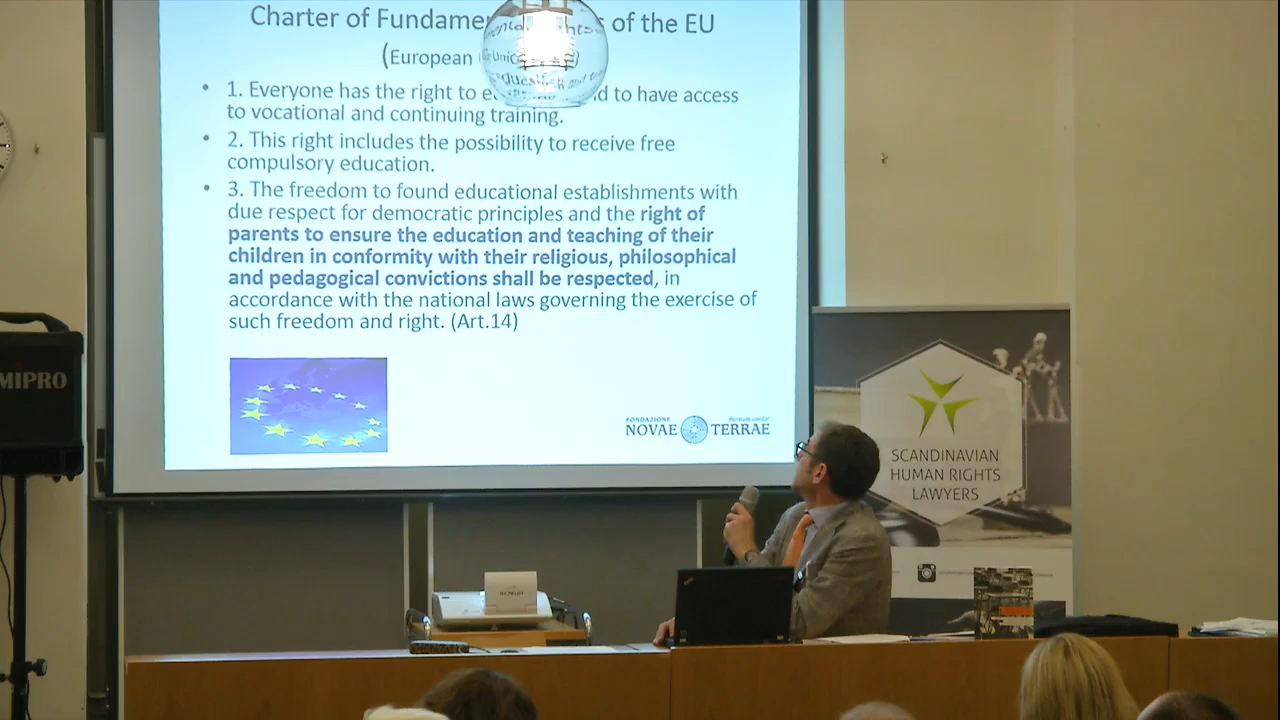 Charter of Fundame of the EU
(European
• 1. Everyone has the right to e d to have access
to vocational and continuing training.
• 2. This right includes the possibility to receive free
compulsory education.
• 3. The freedom to found educational establishments with
due respect for democratic principles and the right of
parents to ensure the education and teaching of their
children in conformity with their religious, philosophical
and pedagogical convictions shall be respected, in
accordance with the national laws governing the exercise of
such freedom and right. (Art.14)
FONDAZIONE
NOVAE TERRAE
MIPRO
SCANDINAVIAN
HUMAN RIGHTS
LAWYERS